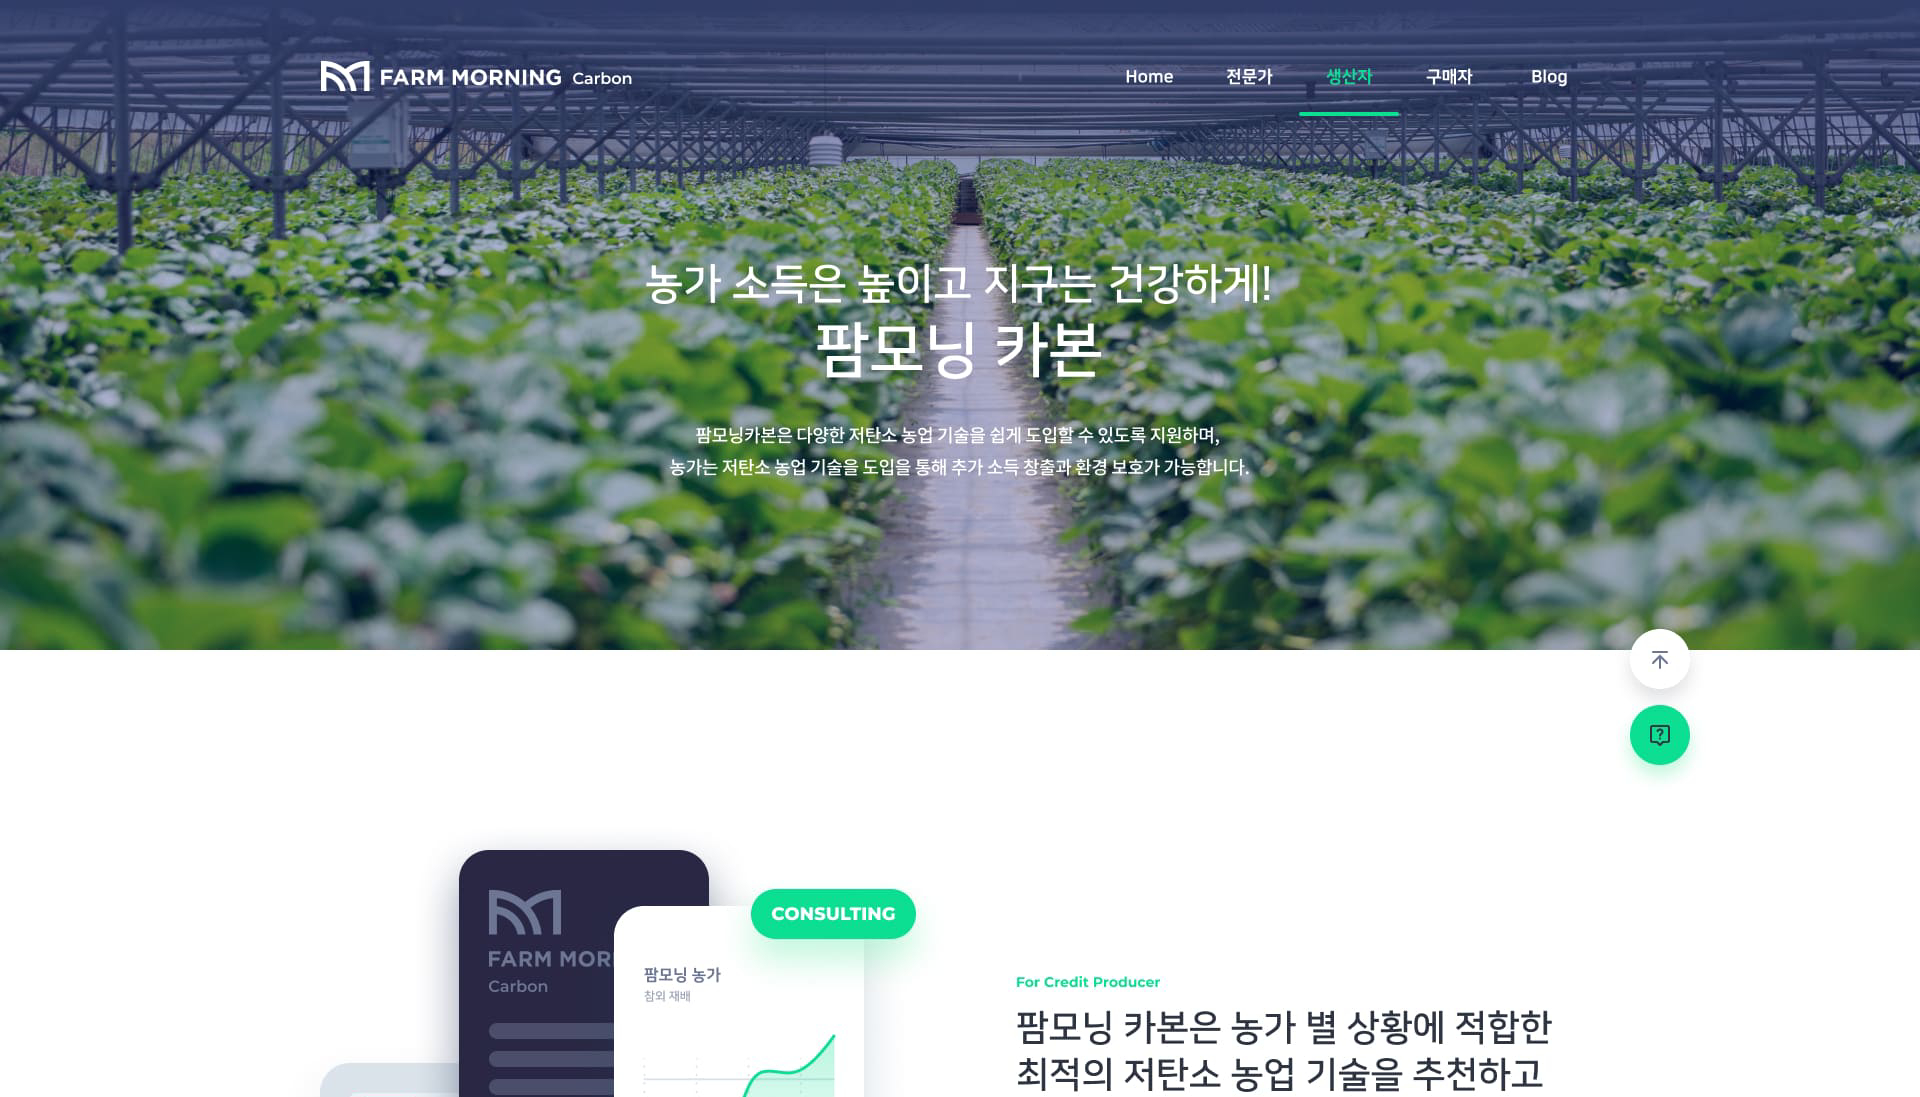 FARM MORNING Carbon
Home 전문가 생산자 구매자 Blog
농가 소득은 높이고 지구는 건강하게!
팜모닝 카본
팜모닝카본은 다양한 저탄소 농업 기술을 쉽게 도입할 수 있도록 지원하며,
농가는 저탄소 농업 기술을 도입을 통해 추가 소득 창출과 환경 보호가 가능합니다.
FARM MOR
Carbon
CONSULTING
팜모닝 농가
참외 재배
For Credit Producer
팜모닝 카본은 농가 별 상황에 적합한
최적의 저탄소 농업 기술을 추천하고